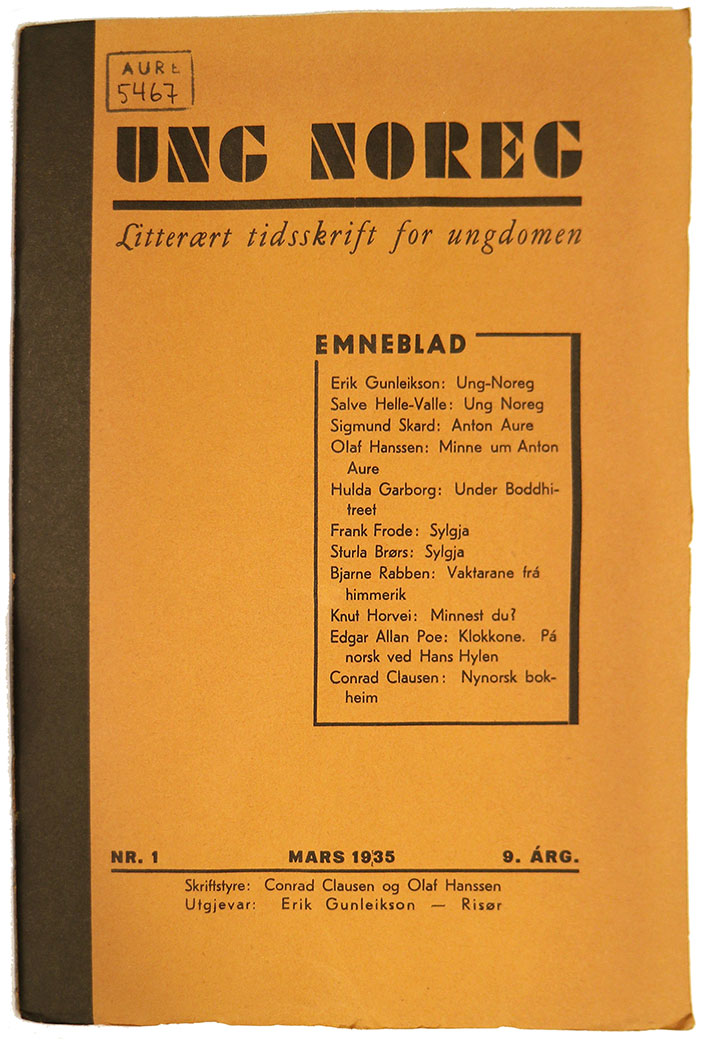 AURE
5467
UNG NOREG
Litterært tidsskrift for ungdomen
EMNEBLAD
Erik Gunleikson: Ung-Noreg
Salve Helle-Valle: Ung Noreg
Sigmund Skard: Anton Aure
Olaf Hanssen: Minne um Anton
Aure
Hulda Garborg: Under Boddhi-
treet
Frank Frode: Sylgja
Sturla Brørs: Sylgja
Bjarne Rabben: Vaktarane frá
himmerik
Knut Horvei: Minnest du?
Edgar Allan Poe: Klokkone. Pá
norsk ved Hans Hylen
Conrad Clausen: Nynorsk bok-
heim
NR. 1 MARS 1935 9. ÁRG.
Skriftstyre: Conrad Clausen og Olaf Hanssen
Utgjevar: Erik Gunleikson — Risør